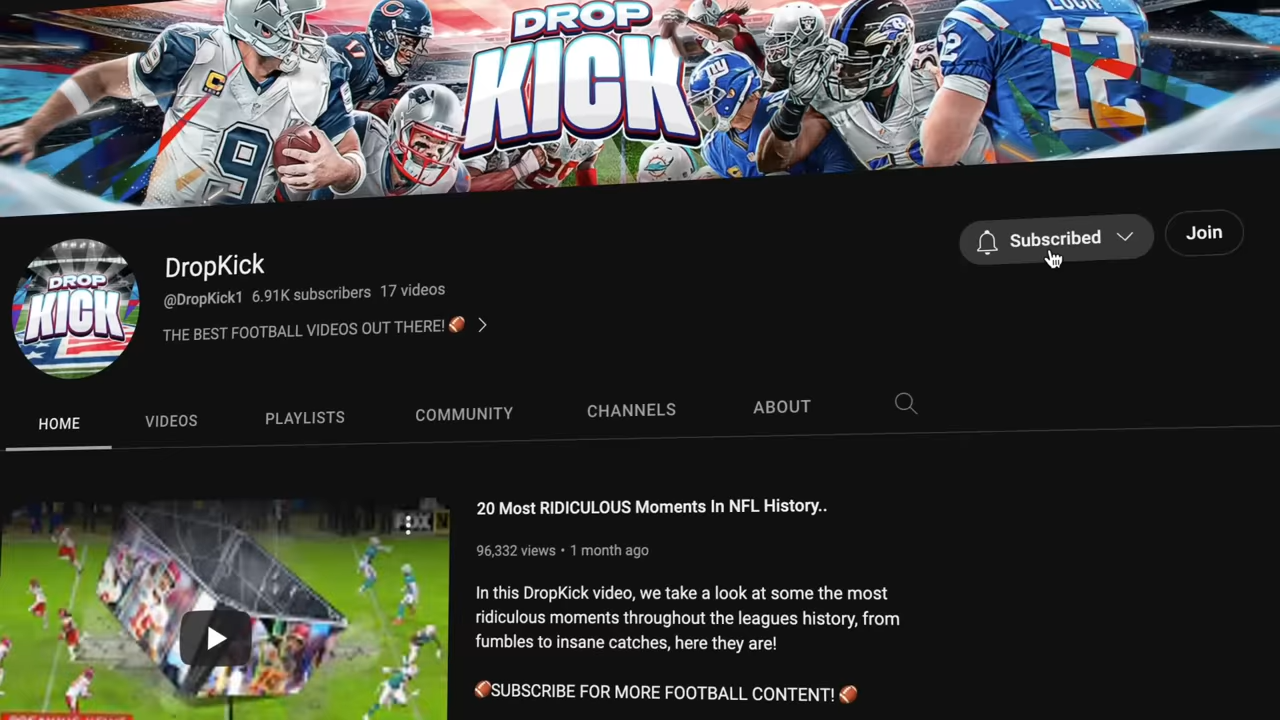 DROP
KICK
17
9
12
DROP
KICK
DropKick
@DropKick1 6.91K subscribers 17 videos
THE BEST FOOTBALL VIDEOS OUT THERE!
Subscribed
Join
HOME VIDEOS PLAYLISTS COMMUNITY CHANNELS ABOUT
20 Most RIDICULOUS Moments In NFL History..
96,332 views • 1 month ago
In this DropKick video, we take a look at some the most
ridiculous moments throughout the leagues history, from
fumbles to insane catches, here they are!
SUBSCRIBE FOR MORE FOOTBALL CONTENT!